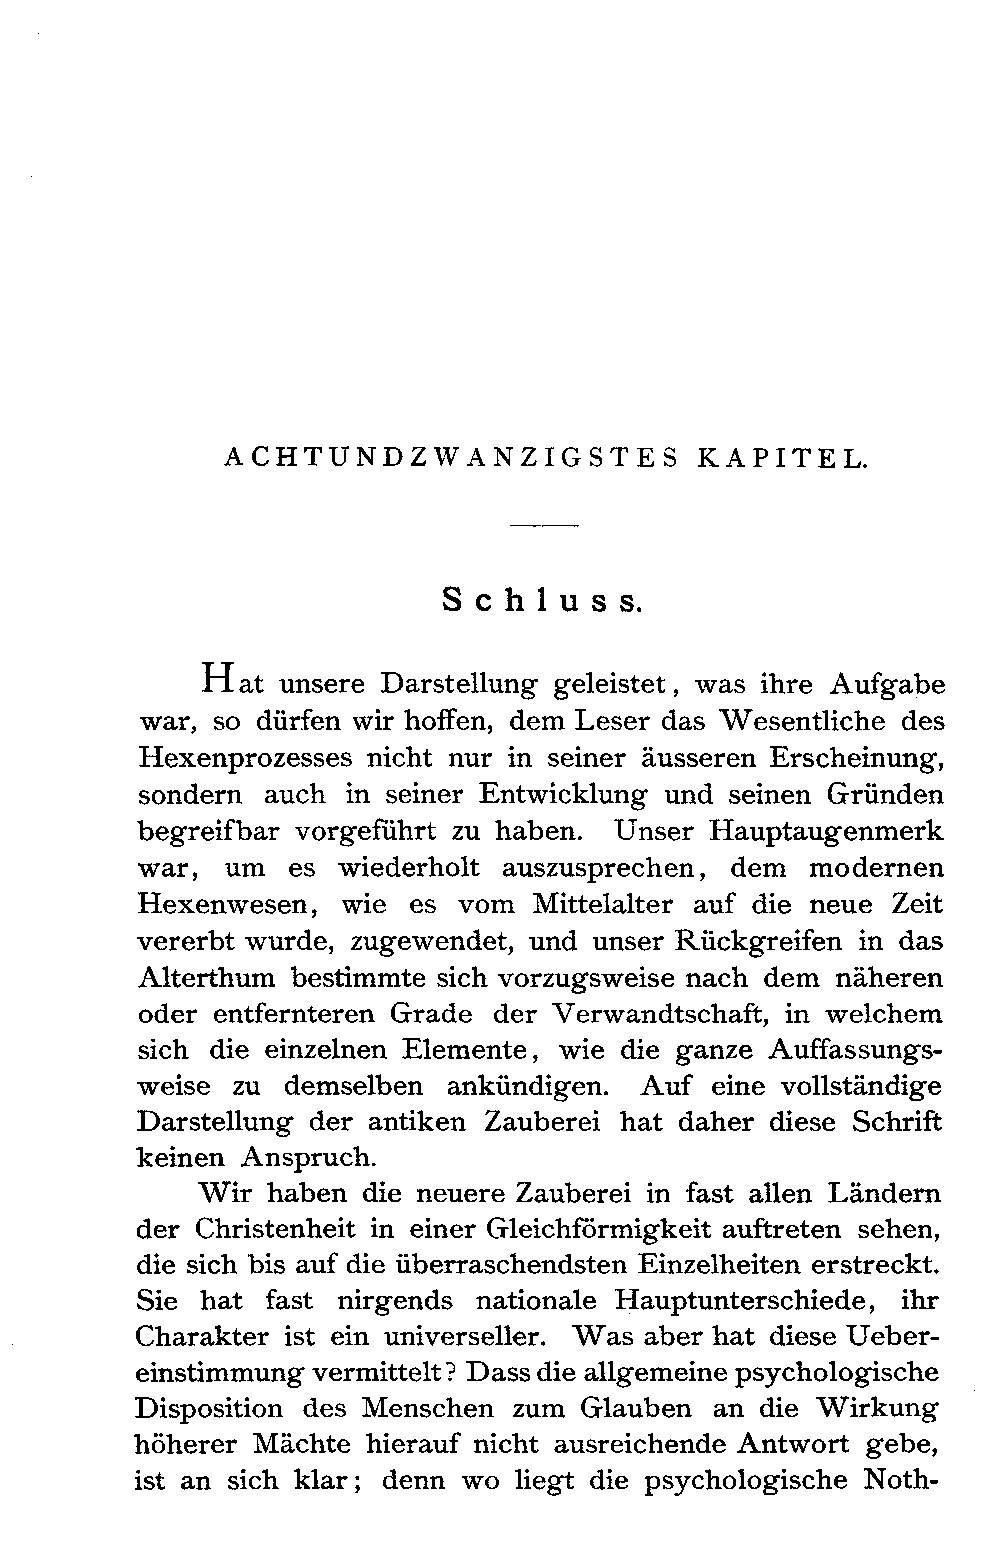 ACHTUNDZWANZIGSTES KAPITEL.
Schluss.
Hat unsere Darstellung geleistet, was ihre Aufgabe
war, so dürfen wir hoffen, dem Leser das Wesentliche des
Hexenprozesses nicht nur in seiner äusseren Erscheinung,
sondern auch in seiner Entwicklung und seinen Gründen
begreifbar vorgeführt zu haben. Unser Hauptaugenmerk
war, um es wiederholt auszusprechen, dem modernen
Hexenwesen, wie es vom Mittelalter auf die neue Zeit
vererbt wurde, zugewendet, und unser Rückgreifen in das
Alterthum bestimmte sich vorzugsweise nach dem näheren
oder entfernteren Grade der Verwandtschaft, in welchem
sich die einzelnen Elemente, wie die ganze Auffassungs-
weise zu demselben ankündigen. Auf eine vollständige
Darstellung der antiken Zauberei hat daher diese Schrift
keinen Anspruch.
Wir haben die neuere Zauberei in fast allen Ländern
der Christenheit in einer Gleichförmigkeit auftreten sehen,
die sich bis auf die überraschendsten Einzelheiten erstreckt.
Sie hat fast nirgends nationale Hauptunterschiede, ihr
Charakter ist ein universeller. Was aber hat diese Ueber-
einstimmung vermittelt? Dass die allgemeine psychologische
Disposition des Menschen zum Glauben an die Wirkung
höherer Mächte hierauf nicht ausreichende Antwort gebe,
ist an sich klar; denn wo liegt die psychologische Noth-